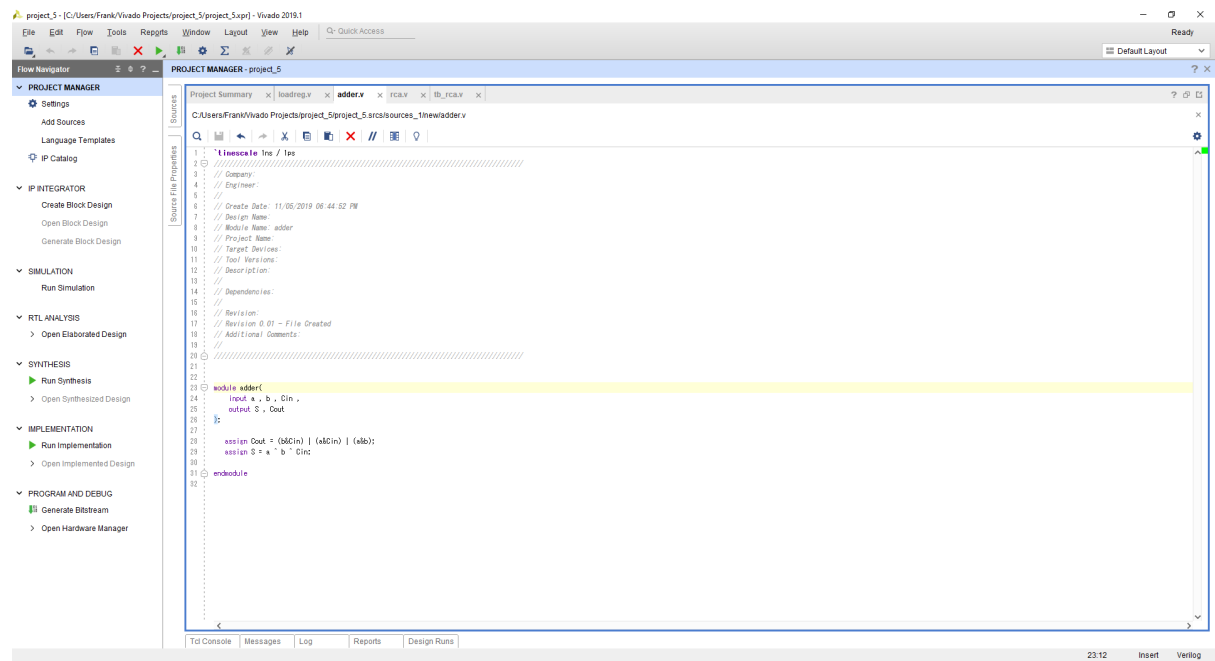 project_5 - [C:/Users/Frank/Vivado Projects/project_5/project_5.xpr] - Vivado 2019.1
File Edit Flow Tools Reports Window Layout View Help Q- Quick Access Ready
Default Layout
Flow Navigator
PROJECT MANAGER - project_5
PROJECT MANAGER
Settings
Add Sources
Language Templates
IP Catalog
IP INTEGRATOR
Create Block Design
Open Block Design
Generate Block Design
SIMULATION
Run Simulation
RTL ANALYSIS
Open Elaborated Design
SYNTHESIS
Run Synthesis
Open Synthesized Design
IMPLEMENTATION
Run Implementation
Open Implemented Design
PROGRAM AND DEBUG
Generate Bitstream
Open Hardware Manager
Sources
Source File Properties
Project Summary x loadreg.v x adder.v x rca.v x tb_rca.v x
C:/Users/Frank/Vivado Projects/project_5/project_5.srcs/sources_1/new/adder.v
1 `timescale 1ns / 1ps
2 //////////////////////////////////////////////////////////////////////////////////
3 // Company:
4 // Engineer:
5 //
6 // Create Date: 11/05/2019 06:44:52 PM
7 // Design Name:
8 // Module Name: adder
9 // Project Name:
10 // Target Devices:
11 // Tool Versions:
12 // Description:
13 //
14 // Dependencies:
15 //
16 // Revision:
17 // Revision 0.01 - File Created
18 // Additional Comments:
19 //
20 //////////////////////////////////////////////////////////////////////////////////
21
22
23 module adder(
24 input a , b , Cin ,
25 output S , Cout
26 );
27
28 assign Cout = (b&Cin) | (a&Cin) | (a&b);
29 assign S = a ^ b ^ Cin;
30
31 endmodule
32
Tcl Console Messages Log Reports Design Runs
23:12 Insert Verilog